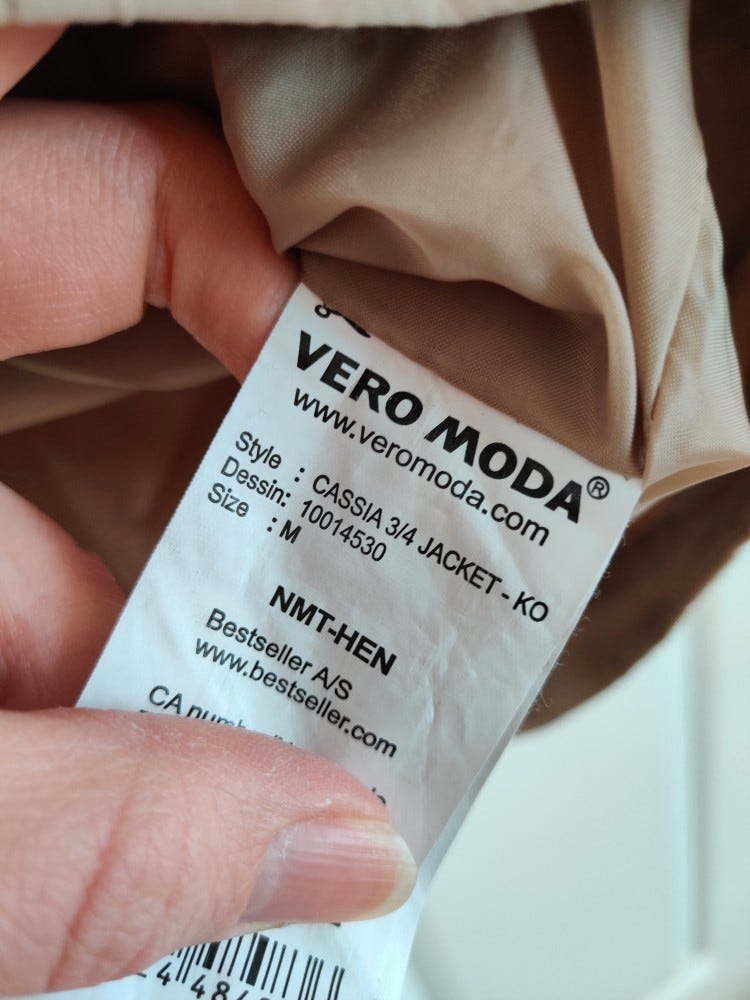 VERO MODA®
www.veromoda.com
Style : CASSIA 3/4 JACKET - KO
Dessin: 10014530
Size : M
NMT-HEN
Bestseller A/S
www.bestseller.com
CA